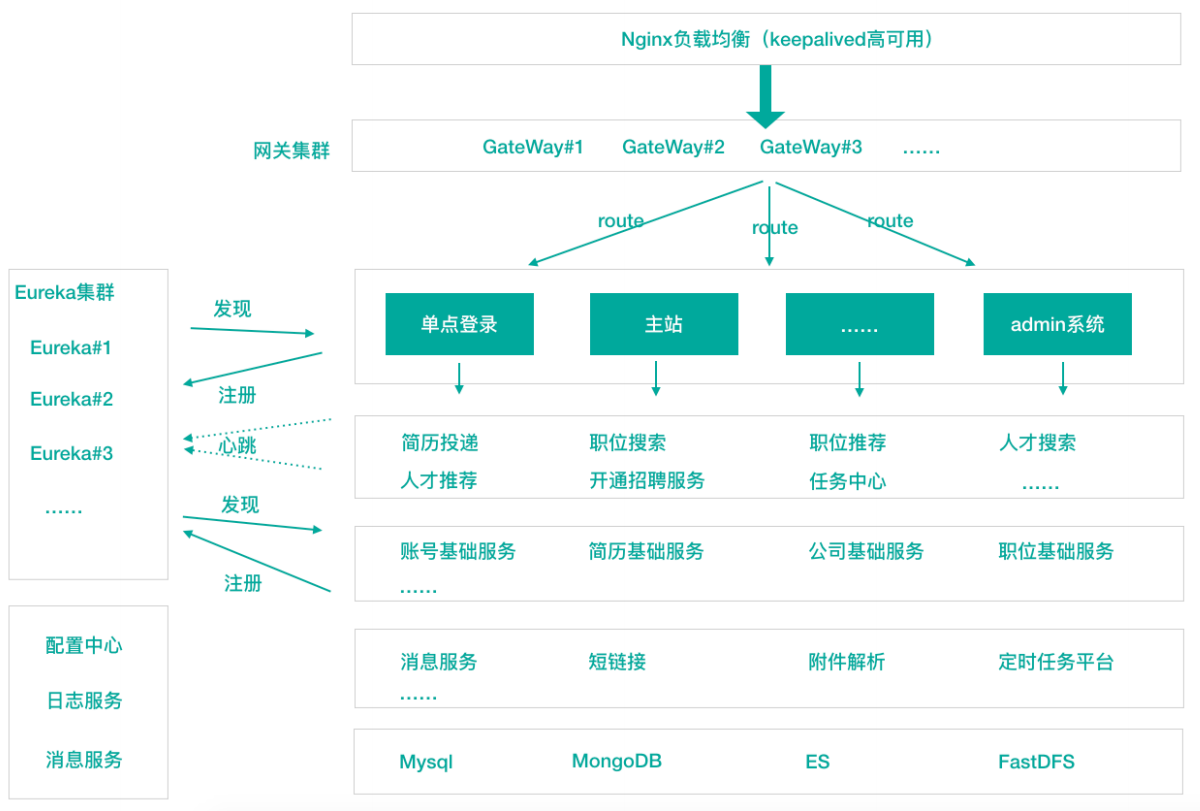 Nginx负载均衡（keepalived高可用）
网关集群
GateWay#1 GateWay#2 GateWay#3 ......
route route route
Eureka集群
Eureka#1
Eureka#2
Eureka#3
......
发现
注册
心跳
发现
注册
单点登录 主站 ...... admin系统
简历投递 职位搜索 职位推荐 人才搜索
人才推荐 开通招聘服务 任务中心 ......
账号基础服务 简历基础服务 公司基础服务 职位基础服务
......
配置中心
日志服务
消息服务
消息服务 短链接 附件解析 定时任务平台
......
Mysql MongoDB ES FastDFS